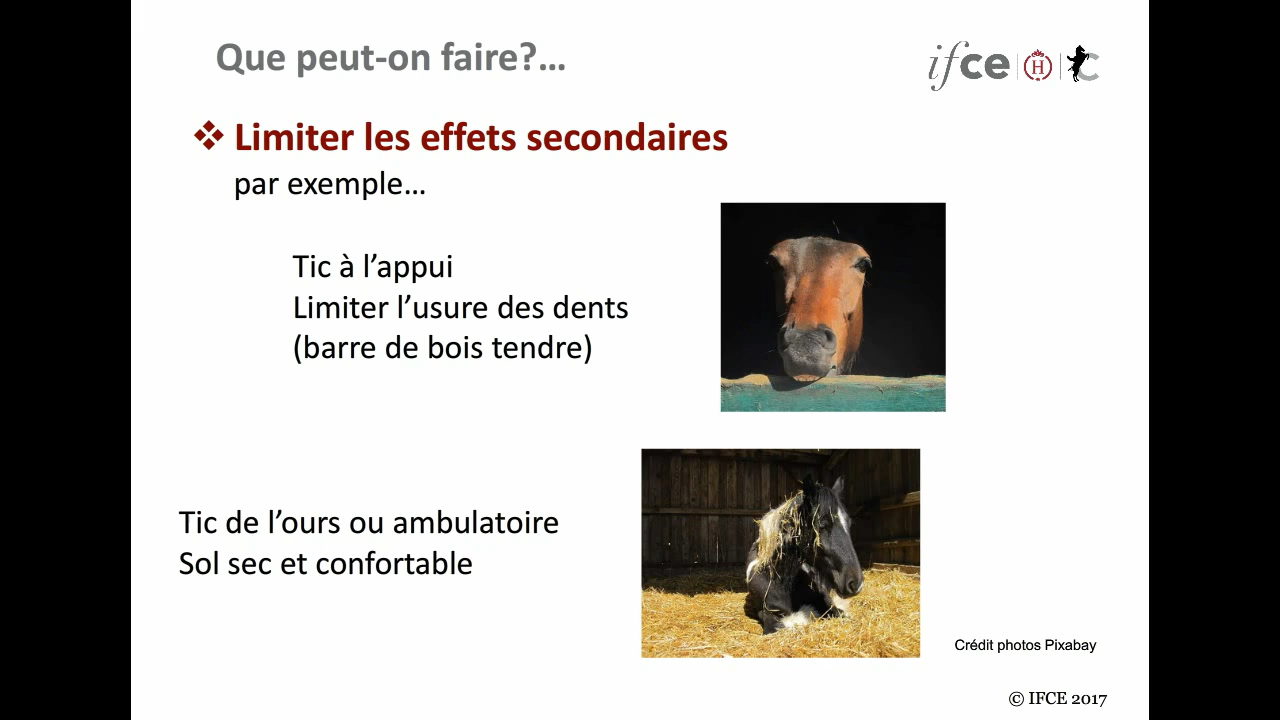 Que peut-on faire?...
ifce
H
C
❖ Limiter les effets secondaires
par exemple...
Tic à l’appui
Limiter l’usure des dents
(barre de bois tendre)
Tic de l’ours ou ambulatoire
Sol sec et confortable
Crédit photos Pixabay
© IFCE 2017